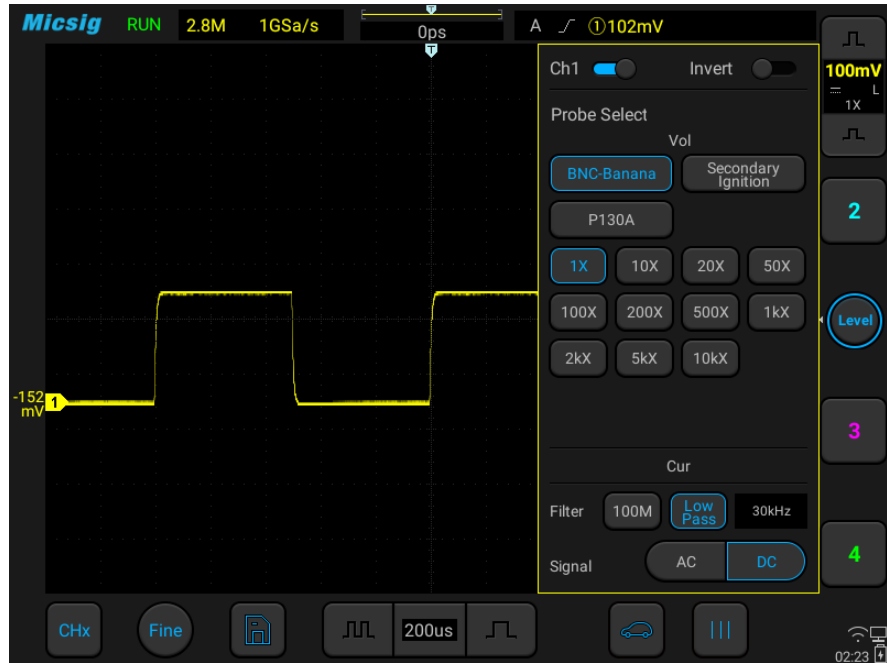 Micsig RUN 2.8M 1GSa/s 0ps A ①102mV
T
T
Ch1 Invert
100mV
L
1X
Probe Select
Vol
BNC-Banana Secondary
Ignition
P130A
2
1X 10X 20X 50X
100X 200X 500X 1kX
Level
2kX 5kX 10kX
-152
mV
1
3
Cur
Filter 100M Low
Pass
30kHz
Signal AC DC
4
CHx Fine 200us
02:23